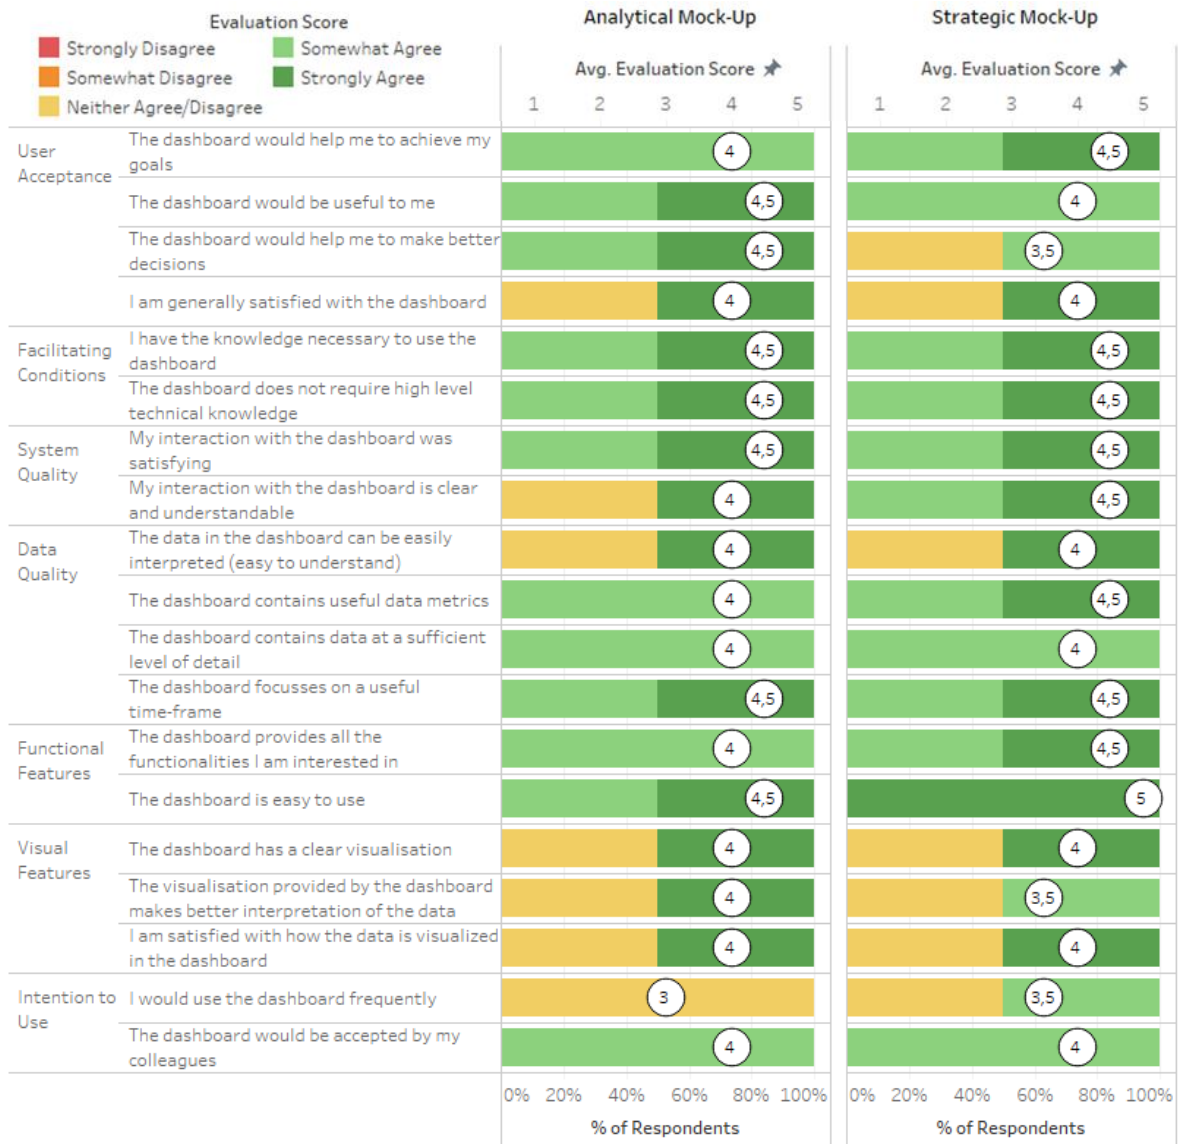 Evaluation Score
Strongly Disagree
Somewhat Agree
Somewhat Disagree
Strongly Agree
Neither Agree/Disagree
Analytical Mock-Up
Strategic Mock-Up
Avg. Evaluation Score
Avg. Evaluation Score
1 2 3 4 5
1 2 3 4 5
User
Acceptance
The dashboard would help me to achieve my
goals
4
4,5
The dashboard would be useful to me
4,5
4
The dashboard would help me to make better
decisions
4,5
3,5
I am generally satisfied with the dashboard
4
4
Facilitating
Conditions
I have the knowledge necessary to use the
dashboard
4,5
4,5
The dashboard does not require high level
technical knowledge
4,5
4,5
System
Quality
My interaction with the dashboard was
satisfying
4,5
4,5
My interaction with the dashboard is clear
and understandable
4
4,5
Data
Quality
The data in the dashboard can be easily
interpreted (easy to understand)
4
4
The dashboard contains useful data metrics
4
4,5
The dashboard contains data at a sufficient
level of detail
4
4
The dashboard focusses on a useful
time-frame
4,5
4,5
Functional
Features
The dashboard provides all the
functionalities I am interested in
4
4,5
The dashboard is easy to use
4,5
5
Visual
Features
The dashboard has a clear visualisation
4
4
The visualisation provided by the dashboard
makes better interpretation of the data
4
3,5
I am satisfied with how the data is visualized
in the dashboard
4
4
Intention to
Use
I would use the dashboard frequently
3
3,5
The dashboard would be accepted by my
colleagues
4
4
0% 20% 40% 60% 80% 100%
0% 20% 40% 60% 80% 100%
% of Respondents
% of Respondents